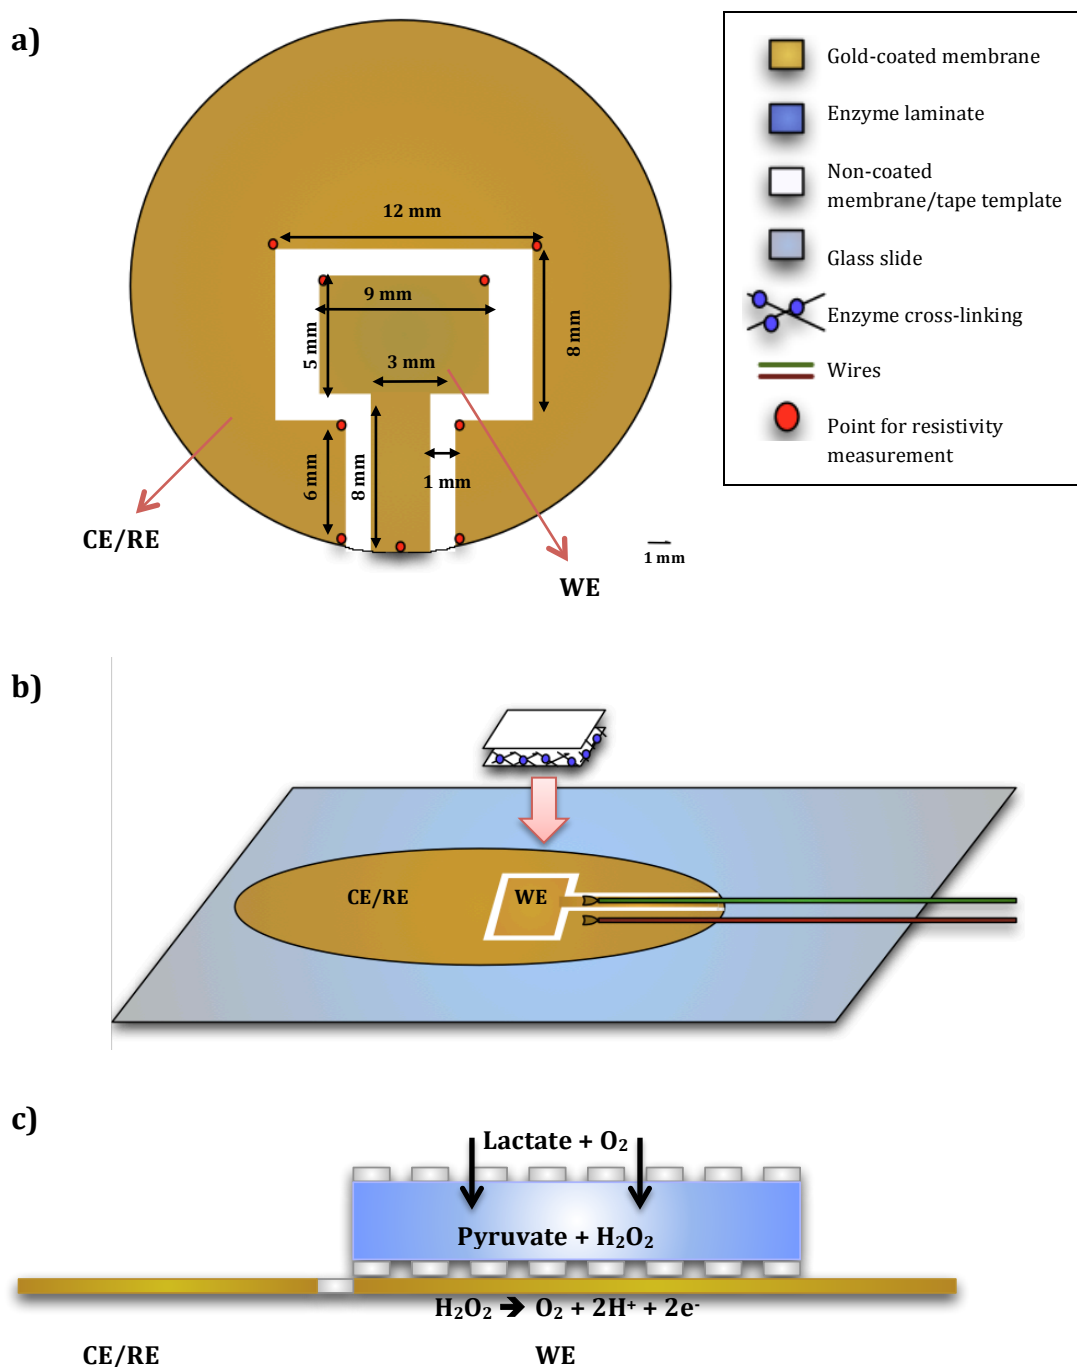 a)
12 mm
9 mm
5 mm
3 mm
8 mm
6 mm
8 mm
1 mm
CE/RE
WE
1 mm
Gold-coated membrane
Enzyme laminate
Non-coated
membrane/tape template
Glass slide
Enzyme cross-linking
Wires
Point for resistivity
measurement
b)
CE/RE
WE
c)
Lactate + O₂
Pyruvate + H₂O₂
H₂O₂ ➔ O₂ + 2H⁺ + 2e⁻
CE/RE
WE